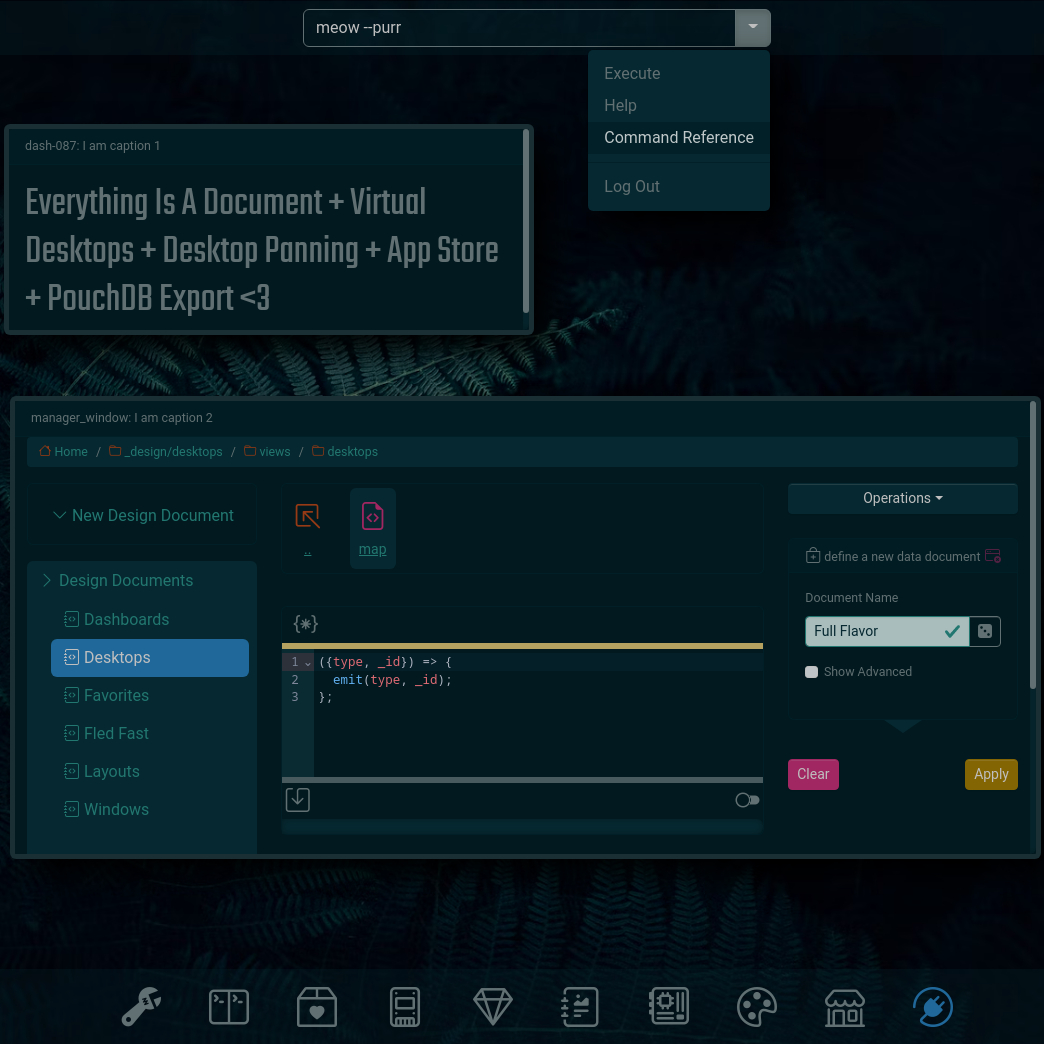 meow --purr
Execute
Help
Command Reference
Log Out
dash-087: I am caption 1
Everything Is A Document + Virtual
Desktops + Desktop Panning + App Store
+ PouchDB Export <3
manager_window: I am caption 2
Home / _design/desktops / views / desktops
New Design Document
Design Documents
Dashboards
Desktops
Favorites
Fled Fast
Layouts
Windows
..
map
{*}
1 ({type, _id}) => {
2 emit(type, _id);
3 };
Operations
define a new data document
Document Name
Full Flavor
Show Advanced
Clear
Apply